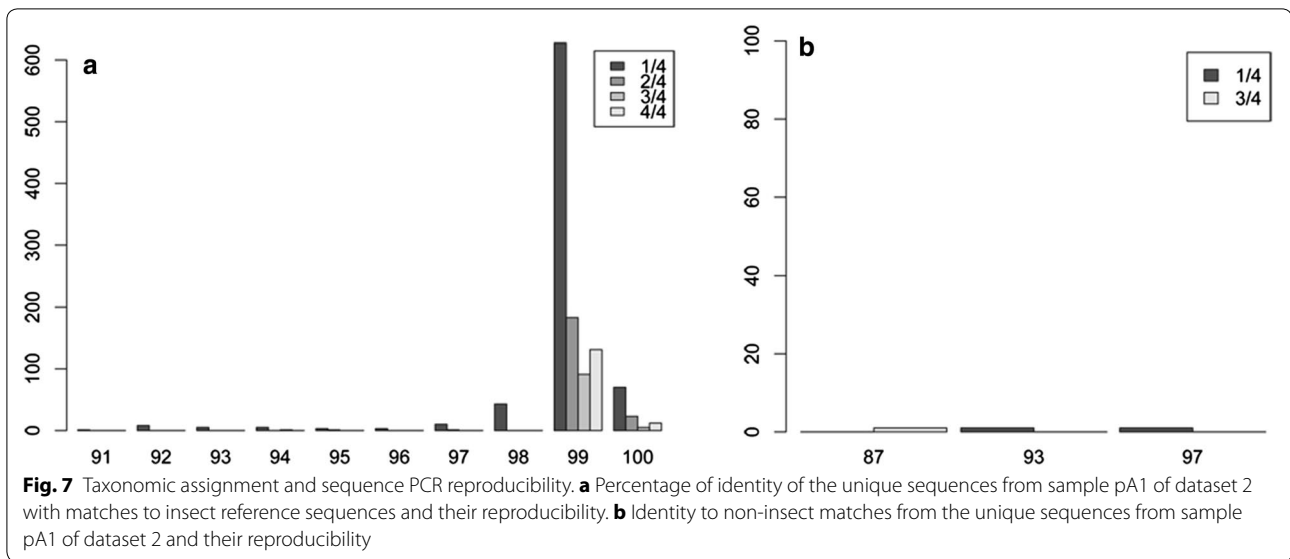 a
600
500
400
300
200
100
0
1/4
2/4
3/4
4/4
91 92 93 94 95 96 97 98 99 100
b
100
80
60
40
20
0
1/4
3/4
87 93 97
Fig. 7 Taxonomic assignment and sequence PCR reproducibility. a Percentage of identity of the unique sequences from sample pA1 of dataset 2
with matches to insect reference sequences and their reproducibility. b Identity to non-insect matches from the unique sequences from sample
pA1 of dataset 2 and their reproducibility